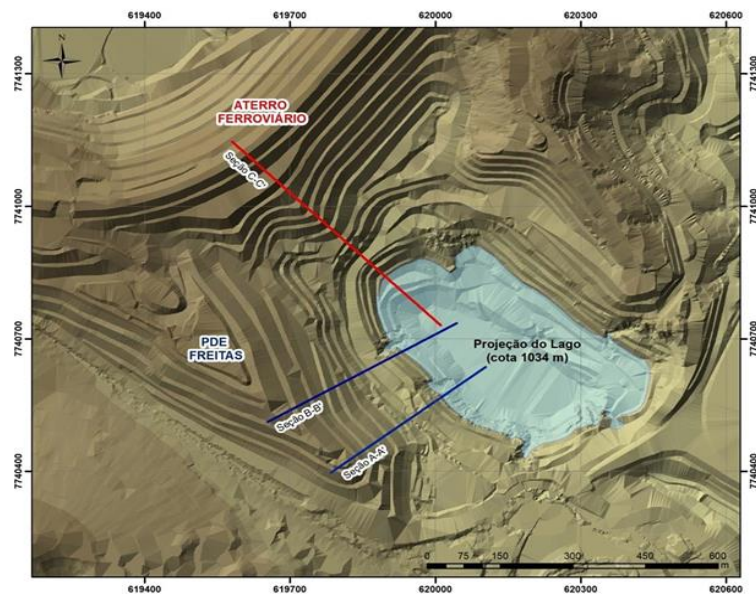 619400 619700 620000 620300 620600
N
7741300 7741300
ATERRO
FERROVIÁRIO
Seção C-C'
7741000 7741000
7740700 7740700
PDE
FREITAS
Projeção do Lago
(cota 1034 m)
Seção B-B'
Seção A-A'
7740400 7740400
0 75 150 300 450 600
m
619400 619700 620000 620300 620600